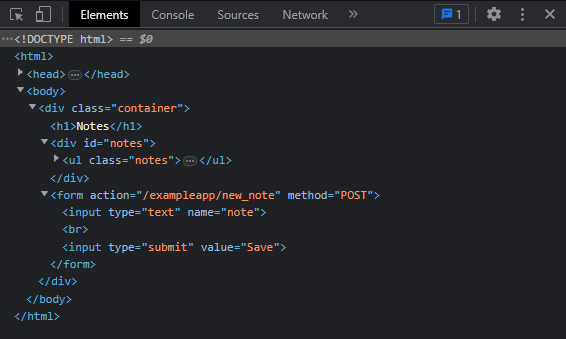 Elements Console Sources Network » 1
···<!DOCTYPE html> == $0
<html>
<head>···</head>
<body>
<div class="container">
<h1>Notes</h1>
<div id="notes">
<ul class="notes">···</ul>
</div>
<form action="/exampleapp/new_note" method="POST">
<input type="text" name="note">
<br>
<input type="submit" value="Save">
</form>
</div>
</body>
</html>